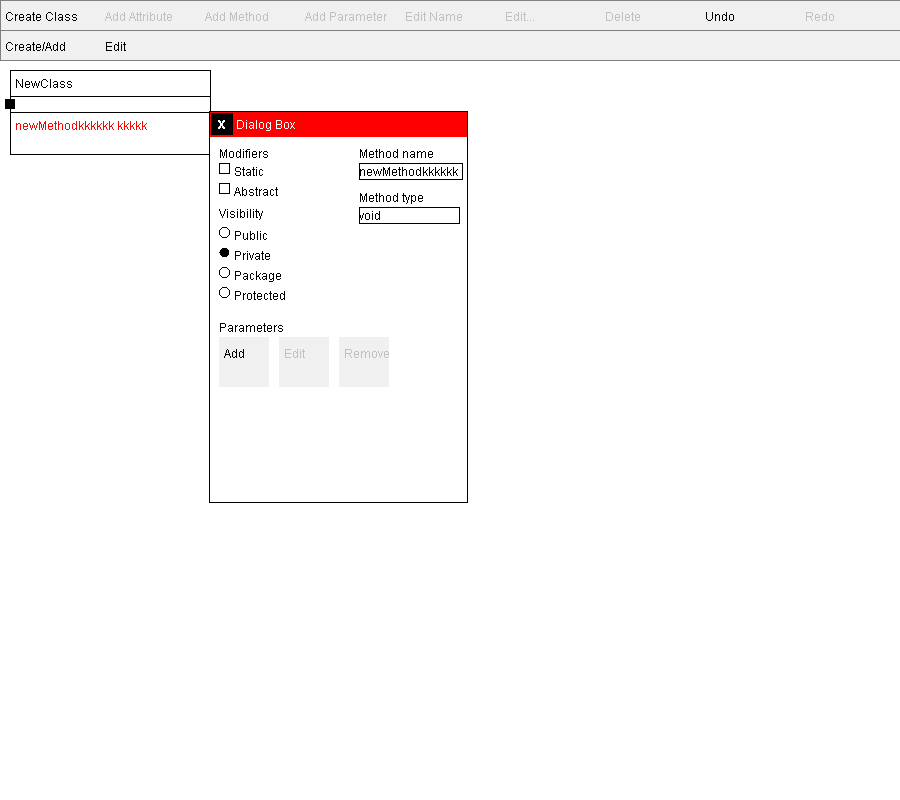 Create Class Add Attribute Add Method Add Parameter Edit Name Edit... Delete Undo Redo
Create/Add Edit
NewClass
newMethodkkkkkk kkkkk
X Dialog Box
Modifiers
Static
Abstract
Visibility
Public
Private
Package
Protected
Method name
newMethodkkkkkk
Method type
void
Parameters
Add Edit Remove